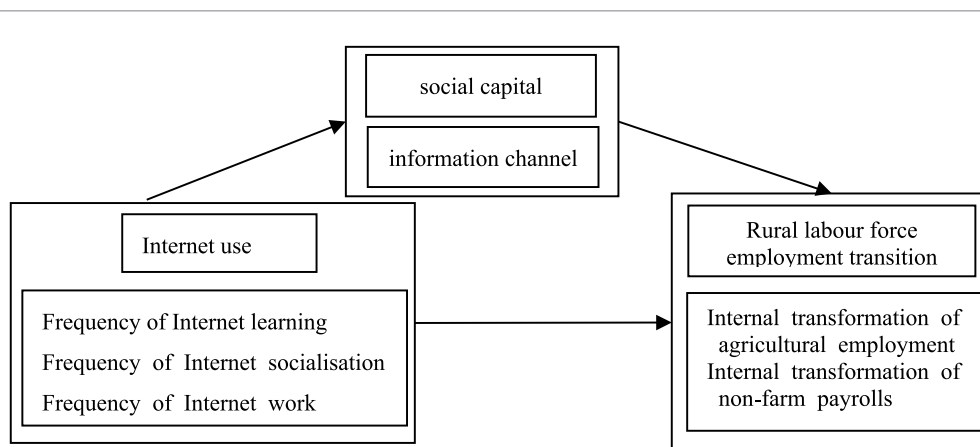 social capital
information channel
Internet use
Frequency of Internet learning
Frequency of Internet socialisation
Frequency of Internet work
Rural labour force
employment transition
Internal transformation of
agricultural employment
Internal transformation of
non-farm payrolls